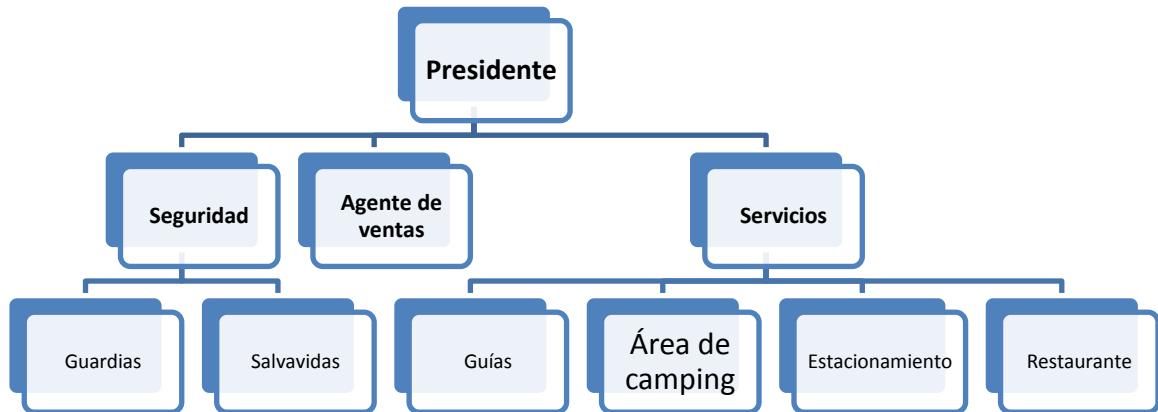 Presidente
Seguridad
Agente de
ventas
Servicios
Guardias
Salvavidas
Guías
Área de
camping
Estacionamiento
Restaurante